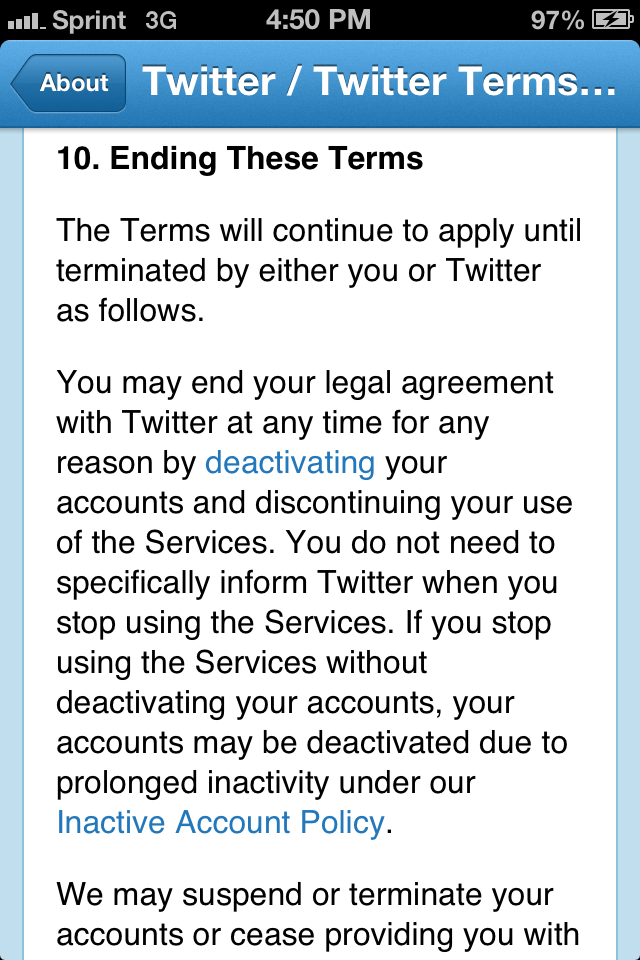 Sprint 3G 4:50 PM 97%
About Twitter / Twitter Terms...
10. Ending These Terms
The Terms will continue to apply until
terminated by either you or Twitter
as follows.
You may end your legal agreement
with Twitter at any time for any
reason by deactivating your
accounts and discontinuing your use
of the Services. You do not need to
specifically inform Twitter when you
stop using the Services. If you stop
using the Services without
deactivating your accounts, your
accounts may be deactivated due to
prolonged inactivity under our
Inactive Account Policy.
We may suspend or terminate your
accounts or cease providing you with